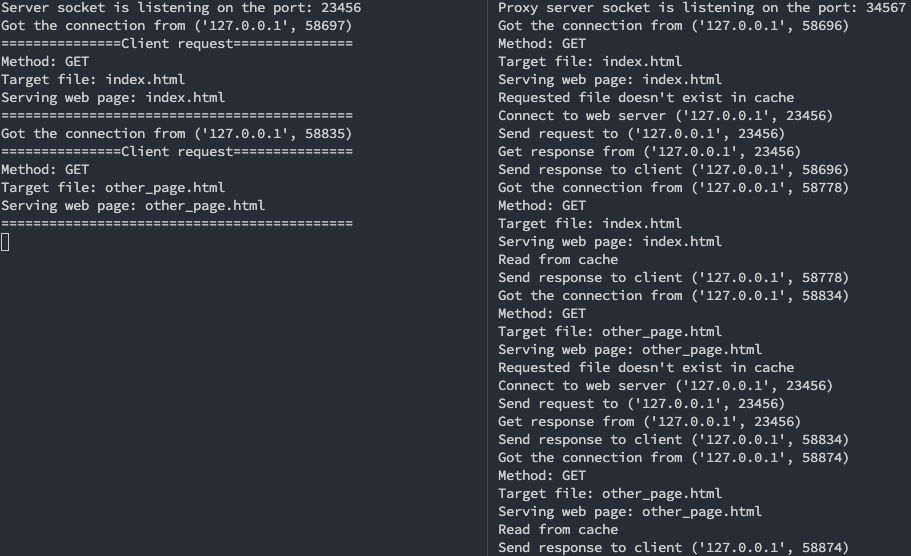 Server socket is listening on the port: 23456
Got the connection from ('127.0.0.1', 58697)
===============Client request===============
Method: GET
Target file: index.html
Serving web page: index.html
============================================
Got the connection from ('127.0.0.1', 58835)
===============Client request===============
Method: GET
Target file: other_page.html
Serving web page: other_page.html
============================================
Proxy server socket is listening on the port: 34567
Got the connection from ('127.0.0.1', 58696)
Method: GET
Target file: index.html
Serving web page: index.html
Requested file doesn't exist in cache
Connect to web server ('127.0.0.1', 23456)
Send request to ('127.0.0.1', 23456)
Get response from ('127.0.0.1', 23456)
Send response to client ('127.0.0.1', 58696)
Got the connection from ('127.0.0.1', 58778)
Method: GET
Target file: index.html
Serving web page: index.html
Read from cache
Send response to client ('127.0.0.1', 58778)
Got the connection from ('127.0.0.1', 58834)
Method: GET
Target file: other_page.html
Serving web page: other_page.html
Requested file doesn't exist in cache
Connect to web server ('127.0.0.1', 23456)
Send request to ('127.0.0.1', 23456)
Get response from ('127.0.0.1', 23456)
Send response to client ('127.0.0.1', 58834)
Got the connection from ('127.0.0.1', 58874)
Method: GET
Target file: other_page.html
Serving web page: other_page.html
Read from cache
Send response to client ('127.0.0.1', 58874)